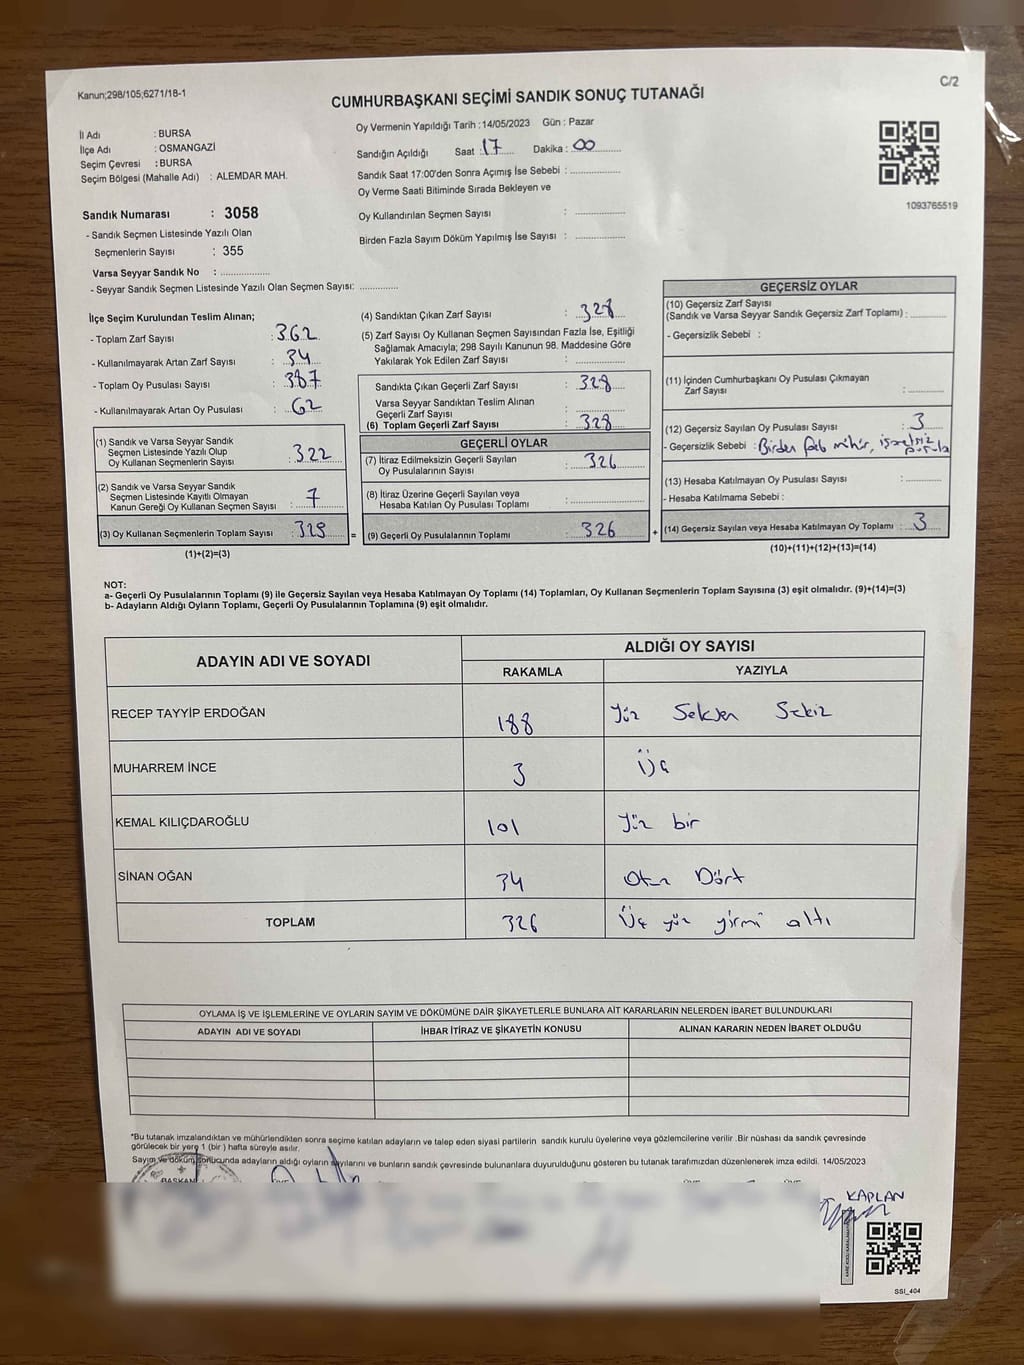 Kanun;298/105;6271/18-1
C/2
CUMHURBAŞKANI SEÇİMİ SANDIK SONUÇ TUTANAĞI
İl Adı : BURSA
İlçe Adı : OSMANGAZİ
Seçim Çevresi : BURSA
Seçim Bölgesi (Mahalle Adı) : ALEMDAR MAH.
Oy Vermenin Yapıldığı Tarih : 14/05/2023 Gün : Pazar
Sandığın Açıldığı Saat : 17 Dakika : 00
Sandık Saat 17:00'den Sonra Açımış İse Sebebi :
Oy Verme Saati Bitiminde Sırada Bekleyen ve
Oy Kullandırılan Seçmen Sayısı :
Birden Fazla Sayım Döküm Yapılmış İse Sayısı :
1093765519
Sandık Numarası : 3058
- Sandık Seçmen Listesinde Yazılı Olan
Seçmenlerin Sayısı : 355
Varsa Seyyar Sandık No :
- Seyyar Sandık Seçmen Listesinde Yazılı Olan Seçmen Sayısı:
İlçe Seçim Kurulundan Teslim Alınan;
- Toplam Zarf Sayısı : 362
- Kullanılmayarak Artan Zarf Sayısı : 34
- Toplam Oy Pusulası Sayısı : 387
- Kullanılmayarak Artan Oy Pusulası : 62
(1) Sandık ve Varsa Seyyar Sandık
Seçmen Listesinde Yazılı Olup
Oy Kullanan Seçmenlerin Sayısı : 322
(2) Sandık ve Varsa Seyyar Sandık
Seçmen Listesinde Kayıtlı Olmayan
Kanun Gereği Oy Kullanan Seçmen Sayısı : 7
(3) Oy Kullanan Seçmenlerin Toplam Sayısı : 329
(1)+(2)=(3)
(4) Sandıktan Çıkan Zarf Sayısı : 328
(5) Zarf Sayısı Oy Kullanan Seçmen Sayısından Fazla İse, Eşitliği
Sağlamak Amacıyla; 298 Sayılı Kanunun 98. Maddesine Göre
Yakılarak Yok Edilen Zarf Sayısı :
Sandıkta Çıkan Geçerli Zarf Sayısı : 328
Varsa Seyyar Sandıktan Teslim Alınan
Geçerli Zarf Sayısı :
(6) Toplam Geçerli Zarf Sayısı : 328
GEÇERLİ OYLAR
(7) İtiraz Edilmeksizin Geçerli Sayılan
Oy Pusulalarının Sayısı : 326
(8) İtiraz Üzerine Geçerli Sayılan veya
Hesaba Katılan Oy Pusulası Toplamı :
= (9) Geçerli Oy Pusulalarının Toplamı : 326 +
GEÇERSİZ OYLAR
(10) Geçersiz Zarf Sayısı
(Sandık ve Varsa Seyyar Sandık Geçersiz Zarf Toplamı) :
- Geçersizlik Sebebi :
(11) İçinden Cumhurbaşkanı Oy Pusulası Çıkmayan
Zarf Sayısı :
(12) Geçersiz Sayılan Oy Pusulası Sayısı : 3
- Geçersizlik Sebebi : Birden fazla mühür, işaretsiz pusula
(13) Hesaba Katılmayan Oy Pusulası Sayısı :
- Hesaba Katılmama Sebebi :
(14) Geçersiz Sayılan veya Hesaba Katılmayan Oy Toplamı : 3
(10)+(11)+(12)+(13)=(14)
NOT:
a- Geçerli Oy Pusulalarının Toplamı (9) ile Geçersiz Sayılan veya Hesaba Katılmayan Oy Toplamı (14) Toplamları, Oy Kullanan Seçmenlerin Toplam Sayısına (3) eşit olmalıdır. (9)+(14)=(3)
b- Adayların Aldığı Oyların Toplamı, Geçerli Oy Pusulalarının Toplamına (9) eşit olmalıdır.
ADAYIN ADI VE SOYADI
ALDIĞI OY SAYISI
RAKAMLA YAZIYLA
RECEP TAYYİP ERDOĞAN 188 Yüz Seksen Sekiz
MUHARREM İNCE 3 Üç
KEMAL KILIÇDAROĞLU 101 Yüz bir
SİNAN OĞAN 34 Otuz Dört
TOPLAM 326 Üç yüz yirmi altı
OYLAMA İŞ VE İŞLEMLERİNE VE OYLARIN SAYIM VE DÖKÜMÜNE DAİR ŞİKAYETLERLE BUNLARA AİT KARARLARIN NELERDEN İBARET BULUNDUKLARI
ADAYIN ADI VE SOYADI İHBAR İTİRAZ VE ŞİKAYETİN KONUSU ALINAN KARARIN NEDEN İBARET OLDUĞU
*Bu tutanak imzalandıktan ve mühürlendikten sonra seçime katılan adayların ve talep eden siyasi partilerin sandık kurulu üyelerine veya gözlemcilerine verilir .Bir nüshası da sandık çevresinde
görülecek bir yere 1 (bir ) hafta süreyle asılır.
Sayım ve döküm sonucunda adayların aldığı oyların sayılarını ve bunların sandık çevresinde bulunanlara duyurulduğunu gösteren bu tutanak tarafımızdan düzenlenerek imza edildi. 14/05/2023
BAŞKAN
KAPLAN
SSI_404